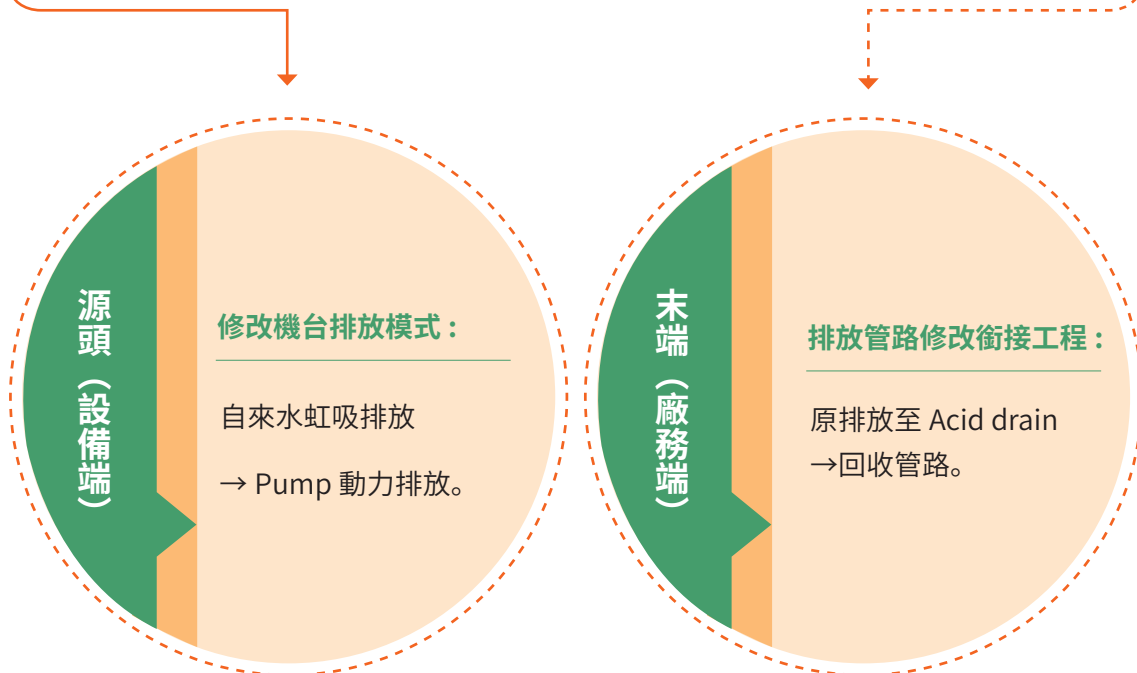 源頭（設備端）
修改機台排放模式：
自來水虹吸排放
→ Pump 動力排放。
末端（廠務端）
排放管路修改銜接工程：
原排放至 Acid drain
→回收管路。